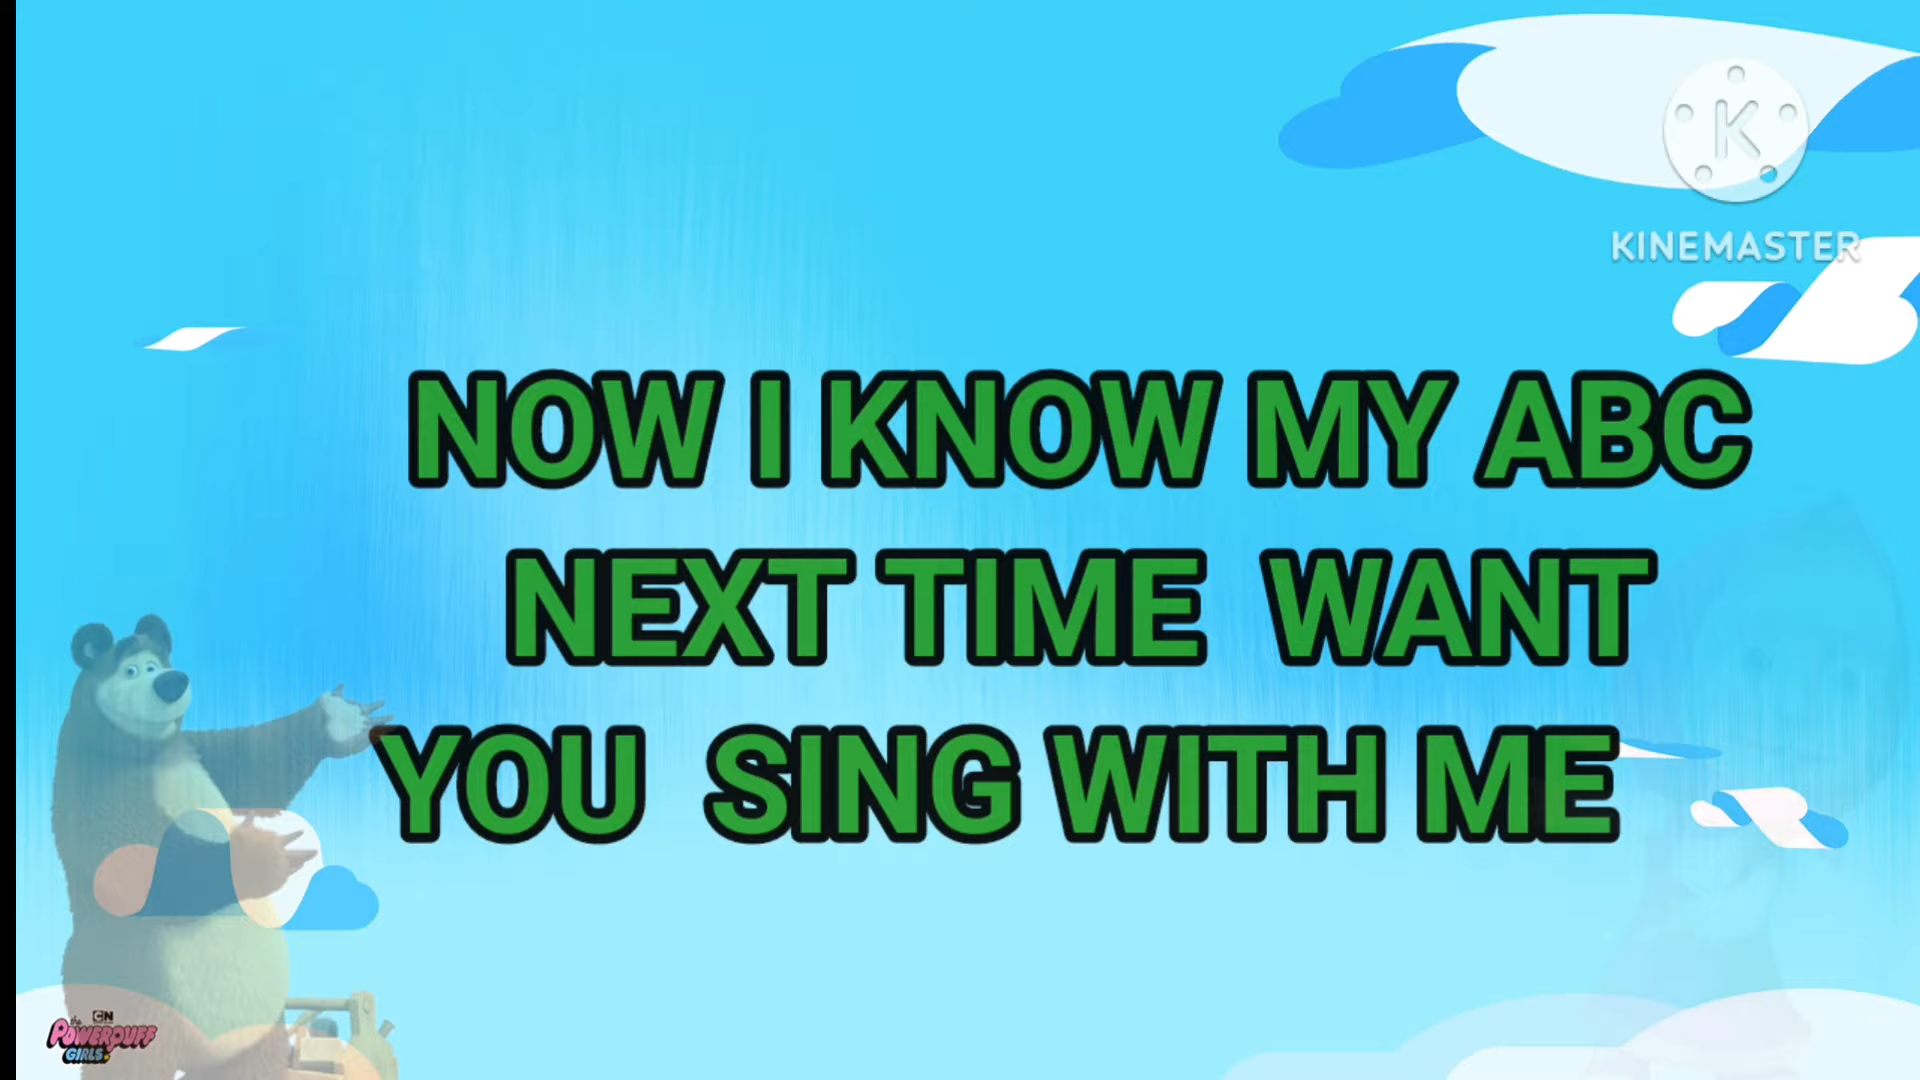 KINEMASTER
NOW I KNOW MY ABC
NEXT TIME WANT
YOU SING WITH ME
CN
the
POWERPUFF
GIRLS